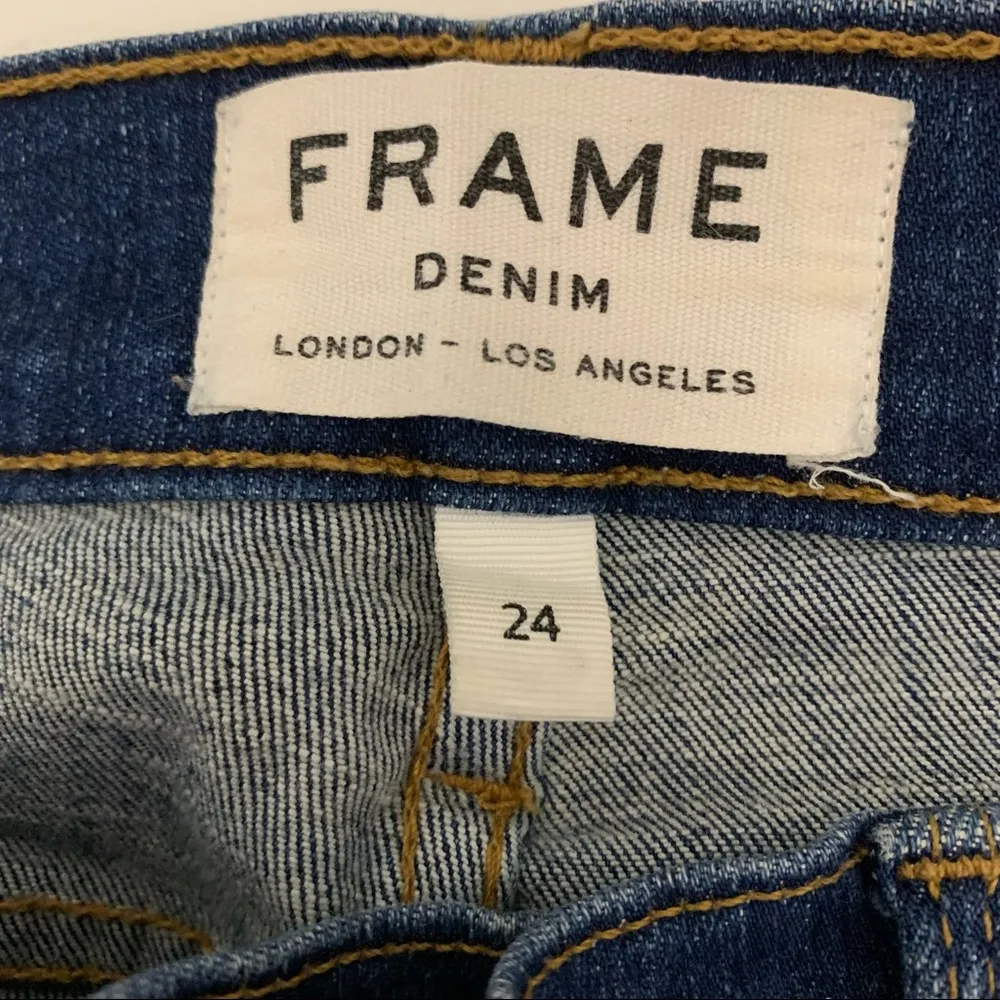 FRAME
DENIM
LONDON - LOS ANGELES
24